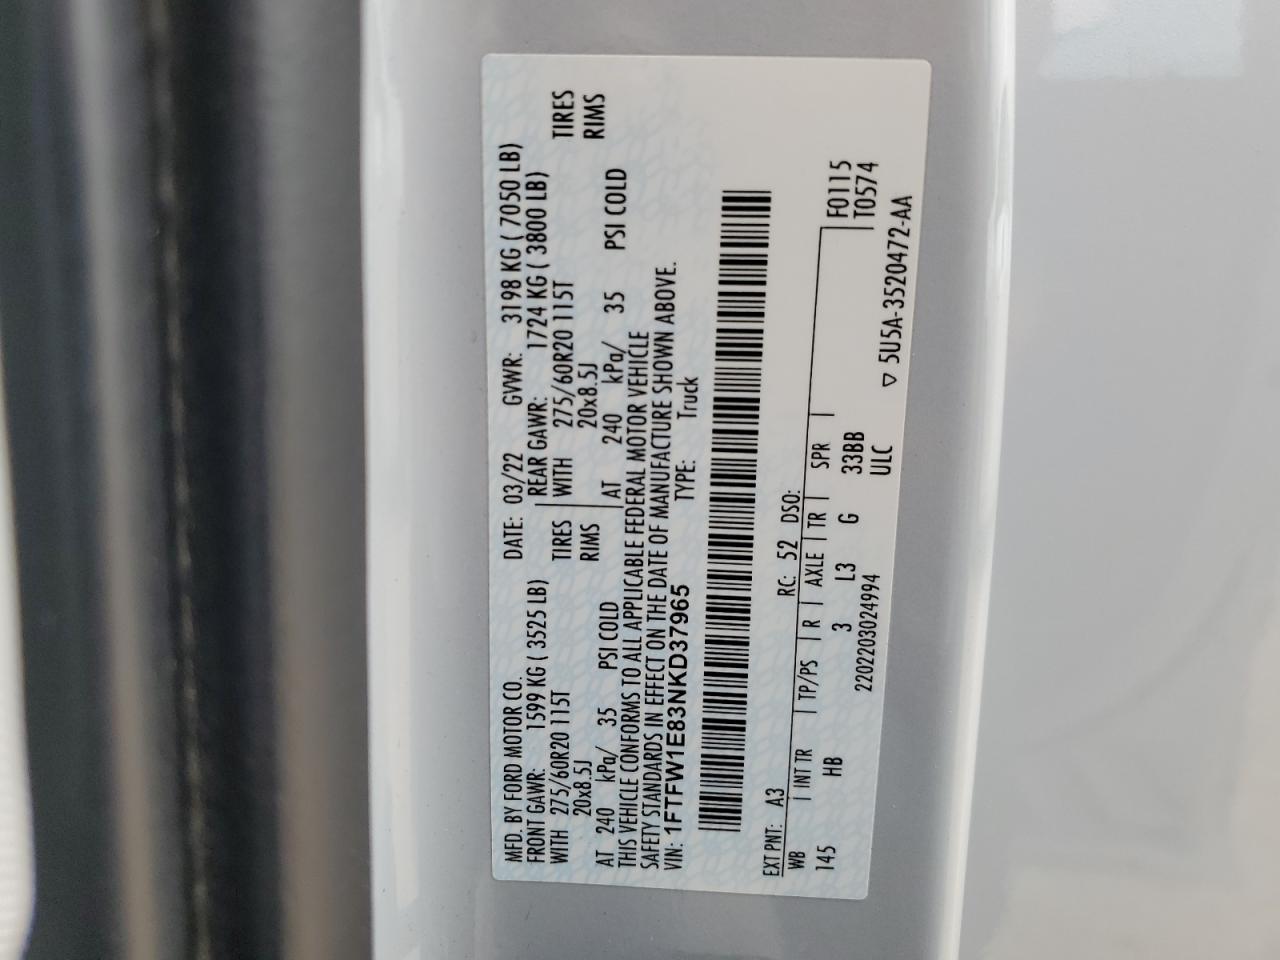 MFD. BY FORD MOTOR CO. DATE: 03/22 GVWR: 3198 KG ( 7050 LB)
FRONT GAWR: 1599 KG ( 3525 LB) REAR GAWR: 1724 KG ( 3800 LB)
WITH 275/60R20 115T TIRES WITH 275/60R20 115T TIRES
20x8.5J RIMS 20x8.5J RIMS
AT 240 kPa/ 35 PSI COLD AT 240 kPa/ 35 PSI COLD
THIS VEHICLE CONFORMS TO ALL APPLICABLE FEDERAL MOTOR VEHICLE
SAFETY STANDARDS IN EFFECT ON THE DATE OF MANUFACTURE SHOWN ABOVE.
VIN: 1FTFW1E83NKD37965 TYPE: Truck
EXT PNT: A3 RC: 52 DSO:
WB INT TR TP/PS R AXLE TR SPR F0115
145 HB 3 L3 G 33BB T0574
2202203024994 ULC
▽ 5U5A-3520472-AA